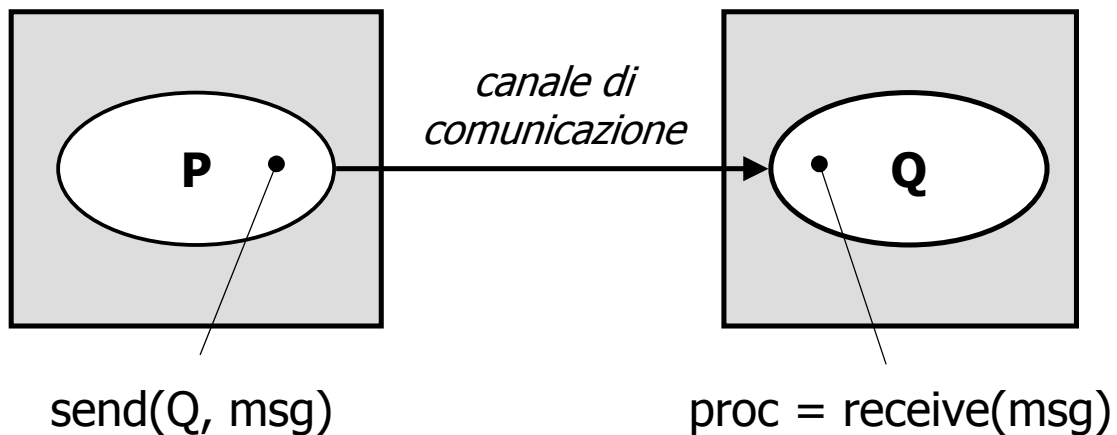 canale di
comunicazione
P
Q
send(Q, msg)
proc = receive(msg)